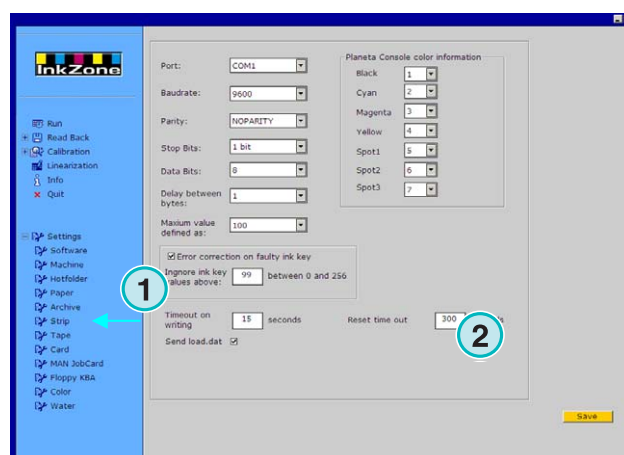 InkZone
Run
Read Back
Calibration
Linearization
Info
Quit
Settings
Software
Machine
Hotfolder
Paper
Archive
Strip
Tape
Card
MAN JobCard
Floppy KBA
Color
Water
1
Port: COM1
Baudrate: 9600
Parity: NOPARITY
Stop Bits: 1 bit
Data Bits: 8
Delay between 1
bytes:
Maxium value 100
defined as:
Error correction on faulty ink key
Ingnore ink key 99 between 0 and 256
values above:
Timeout on 15 seconds
writing
Send load.dat
Planeta Console color information
Black 1
Cyan 2
Magenta 3
Yellow 4
Spot1 5
Spot2 6
Spot3 7
Reset time out 300
2
Save